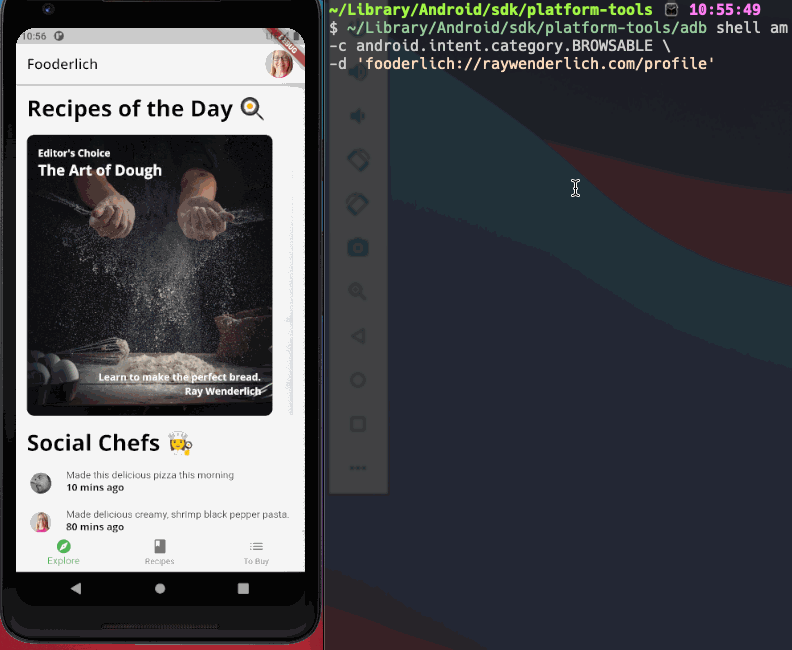 10:56
DEBUG
Fooderlich
Recipes of the Day
Editor's Choice
The Art of Dough
Learn to make the perfect bread.
Ray Wenderlich
Social Chefs
Made this delicious pizza this morning
10 mins ago
Made delicious creamy, shrimp black pepper pasta.
80 mins ago
Explore
Recipes
To Buy
~/Library/Android/sdk/platform-tools 10:55:49
$ ~/Library/Android/sdk/platform-tools/adb shell am
-c android.intent.category.BROWSABLE \
-d 'fooderlich://raywenderlich.com/profile'